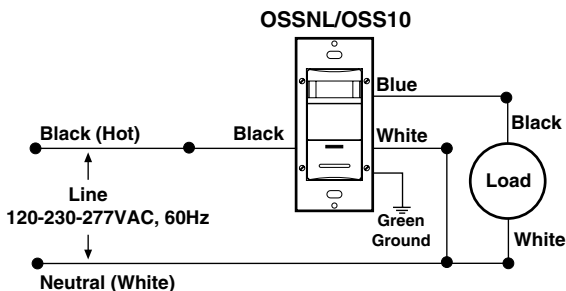 OSSNL/OSS10
Blue
Black (Hot)
Black
White
Black
Line
120-230-277VAC, 60Hz
Load
Green
Ground
White
Neutral (White)